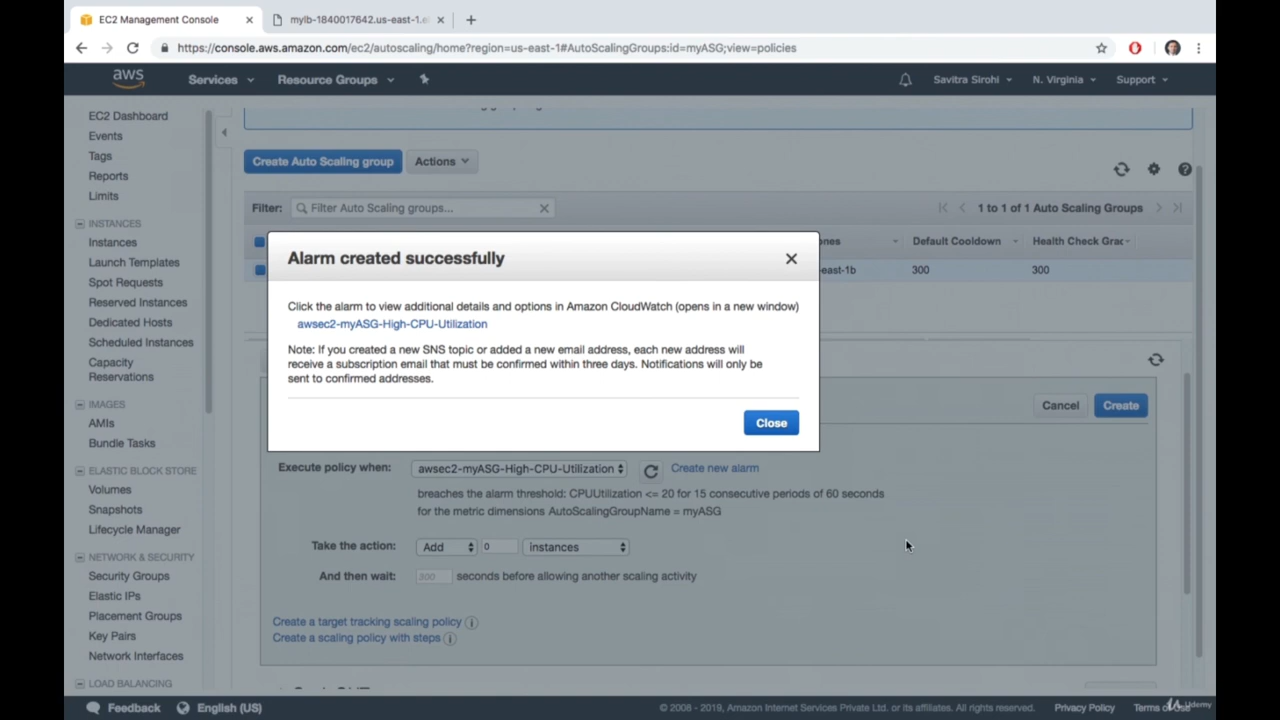 EC2 Management Console
mylb-1840017642.us-east-1.el
https://console.aws.amazon.com/ec2/autoscaling/home?region=us-east-1#AutoScalingGroups:id=myASG;view=policies
aws
Services
Resource Groups
Savitra Sirohi
N. Virginia
Support
EC2 Dashboard
Events
Tags
Reports
Limits
INSTANCES
Instances
Launch Templates
Spot Requests
Reserved Instances
Dedicated Hosts
Scheduled Instances
Capacity
Reservations
IMAGES
AMIs
Bundle Tasks
ELASTIC BLOCK STORE
Volumes
Snapshots
Lifecycle Manager
NETWORK & SECURITY
Security Groups
Elastic IPs
Placement Groups
Key Pairs
Network Interfaces
LOAD BALANCING
Create Auto Scaling group
Actions
Filter:
Filter Auto Scaling groups...
1 to 1 of 1 Auto Scaling Groups
ones
Default Cooldown
Health Check Grac
east-1b
300
300
Alarm created successfully
Click the alarm to view additional details and options in Amazon CloudWatch (opens in a new window)
awsec2-myASG-High-CPU-Utilization
Note: If you created a new SNS topic or added a new email address, each new address will
receive a subscription email that must be confirmed within three days. Notifications will only be
sent to confirmed addresses.
Close
Cancel
Create
Execute policy when:
awsec2-myASG-High-CPU-Utilization
Create new alarm
breaches the alarm threshold: CPUUtilization <= 20 for 15 consecutive periods of 60 seconds
for the metric dimensions AutoScalingGroupName = myASG
Take the action:
Add
0
instances
And then wait:
300
seconds before allowing another scaling activity
Create a target tracking scaling policy
Create a scaling policy with steps
Feedback
English (US)
© 2008 - 2019, Amazon Internet Services Private Ltd. or its affiliates. All rights reserved.
Privacy Policy
Terms of Use
Udemy